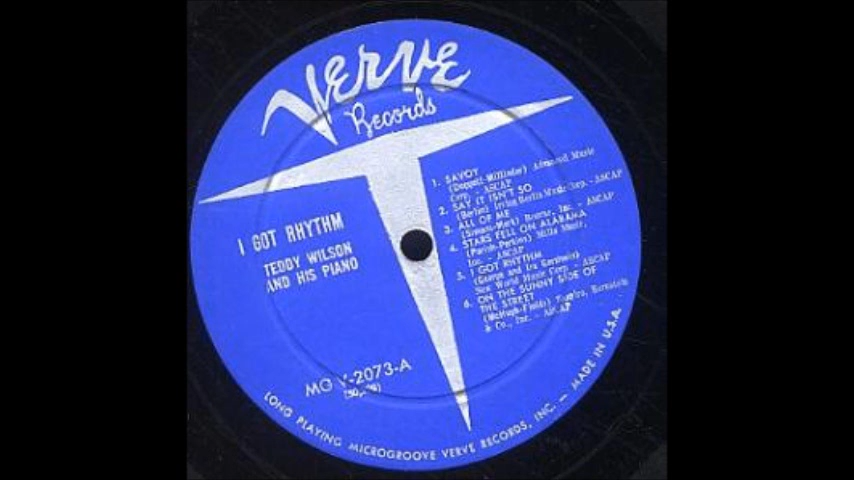 Verve
Records
I GOT RHYTHM
TEDDY WILSON
AND HIS PIANO
1. SAVOY
Music
Corp. - ASCAP
2. SAY IT ISN'T SO
(Berlin) Irving Berlin Music Corp. - ASCAP
3. ALL OF ME
(Simons-Marks) Bourne, Inc. - ASCAP
4. STARS FELL ON ALABAMA
(Parish-Perkins) Mills Music,
Inc. - ASCAP
5. I GOT RHYTHM
(George and Ira Gershwin)
New World Music Corp. - ASCAP
6. ON THE SUNNY SIDE OF
THE STREET
(McHugh-Fields) Shapiro, Bernstein
& Co., Inc. - ASCAP
MG V-2073-A
LONG PLAYING MICROGROOVE VERVE RECORDS, INC. — MADE IN U.S.A.